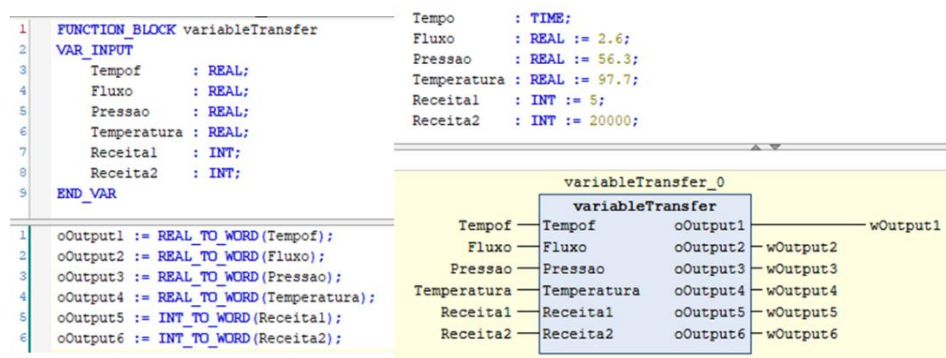 1 FUNCTION_BLOCK variableTransfer
2 VAR_INPUT
3 Tempof : REAL;
4 Fluxo : REAL;
5 Pressao : REAL;
6 Temperatura : REAL;
7 Receita1 : INT;
8 Receita2 : INT;
9 END_VAR
1 oOutput1 := REAL_TO_WORD(Tempof);
2 oOutput2 := REAL_TO_WORD(Fluxo);
3 oOutput3 := REAL_TO_WORD(Pressao);
4 oOutput4 := REAL_TO_WORD(Temperatura);
5 oOutput5 := INT_TO_WORD(Receita1);
6 oOutput6 := INT_TO_WORD(Receita2);
Tempo : TIME;
Fluxo : REAL := 2.6;
Pressao : REAL := 56.3;
Temperatura : REAL := 97.7;
Receita1 : INT := 5;
Receita2 : INT := 20000;
variableTransfer_0
variableTransfer
Tempof Tempof oOutput1 wOutput1
Fluxo Fluxo oOutput2 wOutput2
Pressao Pressao oOutput3 wOutput3
Temperatura Temperatura oOutput4 wOutput4
Receita1 Receita1 oOutput5 wOutput5
Receita2 Receita2 oOutput6 wOutput6